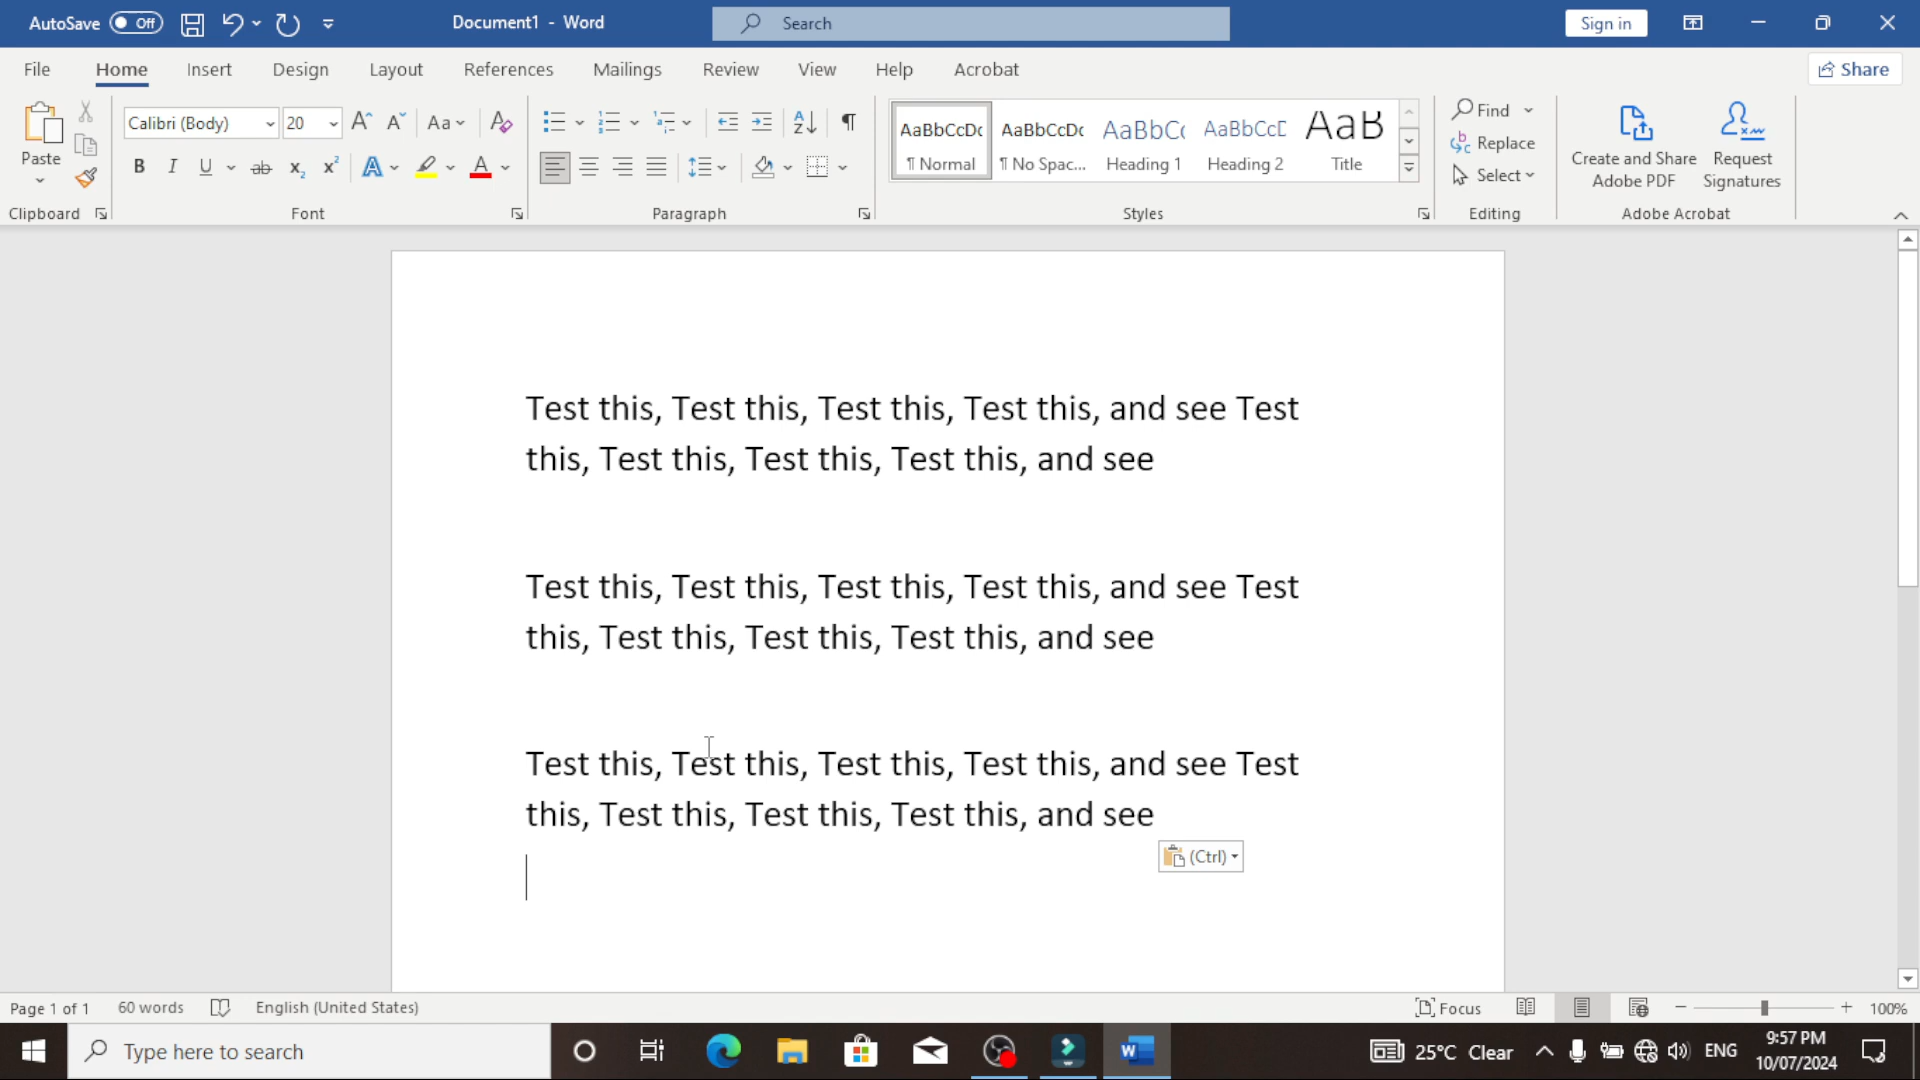 AutoSave Off Document1 - Word Search Sign in
File Home Insert Design Layout References Mailings Review View Help Acrobat Share
Paste
Calibri (Body) 20 Aa
AaBbCcDc AaBbCcDc AaBbC AaBbCcD AaB
¶ Normal ¶ No Spac... Heading 1 Heading 2 Title
Find
Replace
Select
Create and Share Adobe PDF
Request Signatures
Clipboard Font Paragraph Styles Editing Adobe Acrobat
Test this, Test this, Test this, Test this, and see Test
this, Test this, Test this, Test this, and see
Test this, Test this, Test this, Test this, and see Test
this, Test this, Test this, Test this, and see
Test this, Test this, Test this, Test this, and see Test
this, Test this, Test this, Test this, and see
(Ctrl)
Page 1 of 1 60 words English (United States) Focus 100%
Type here to search 25°C Clear ENG 9:57 PM
10/07/2024